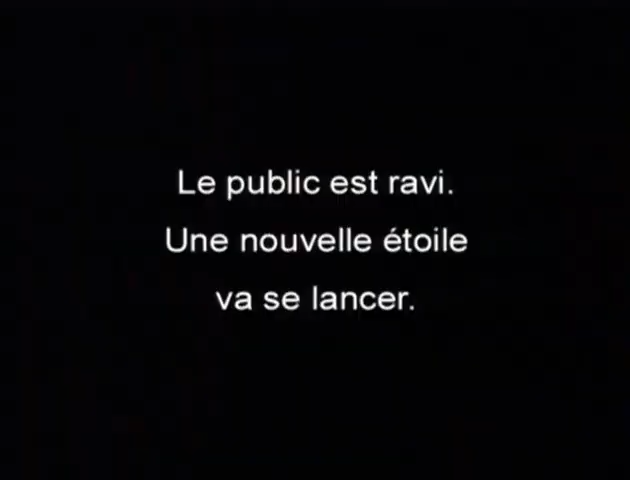 Le public est ravi.
Une nouvelle étoile
va se lancer.